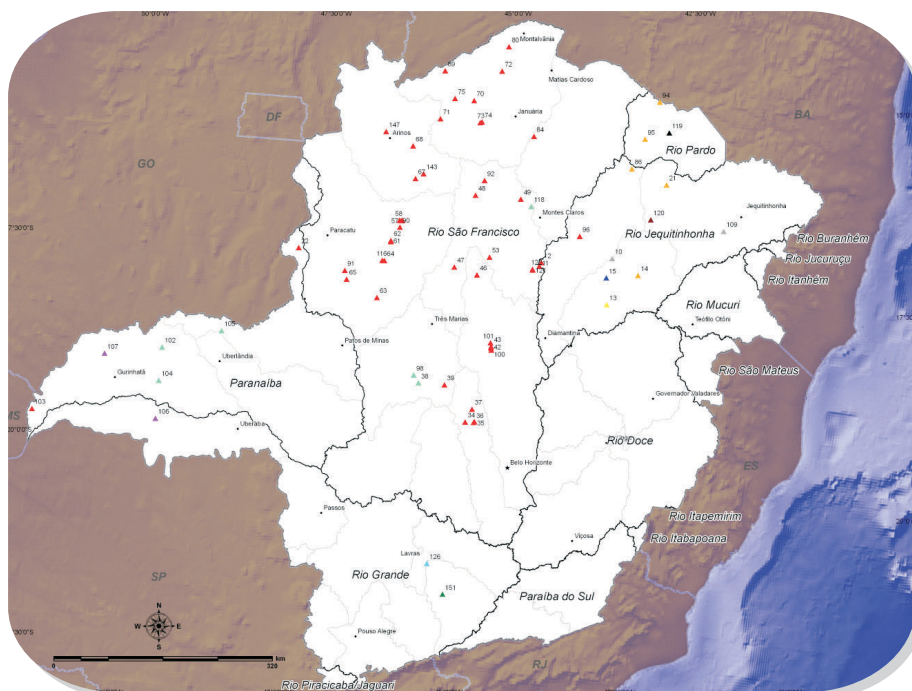 47°30'0"W
45°0'0"W
42°30'0"W
80
Montalvânia
69
72
Matias Cardoso
75
70
94
Januária
DF
71
7374
BA
147
Arinos
84
119
95
68
Rio Pardo
GO
143
67
92
86
21
48
49
118
Montes Claros
Jequitinhonha
58
120
109
Paracatu
62
61
Rio São Francisco
96
Rio Jequitinhonha
Rio Buranhém
22
53
10
Rio Jucuruçu
11664
47
46
91
65
15
14
Rio Itanhém
63
13
Rio Mucuri
Três Marias
Teófilo Otôni
105
101
43
42
100
Diamantina
107
102
Patos de Minas
Uberlândia
Gurinhatã
104
Paranaíba
98
38
39
Rio São Mateus
Governador Valadares
103
106
37
MS
34
36
35
Uberaba
Rio Doce
ES
Belo Horizonte
Passos
Rio Itapemirim
Viçosa
Rio Itabapoana
Lavras
126
SP
Rio Grande
151
Paraíba do Sul
N
W
E
S
Pouso Alegre
0
320
km
RJ
Rio Piracicaba/Jaguari